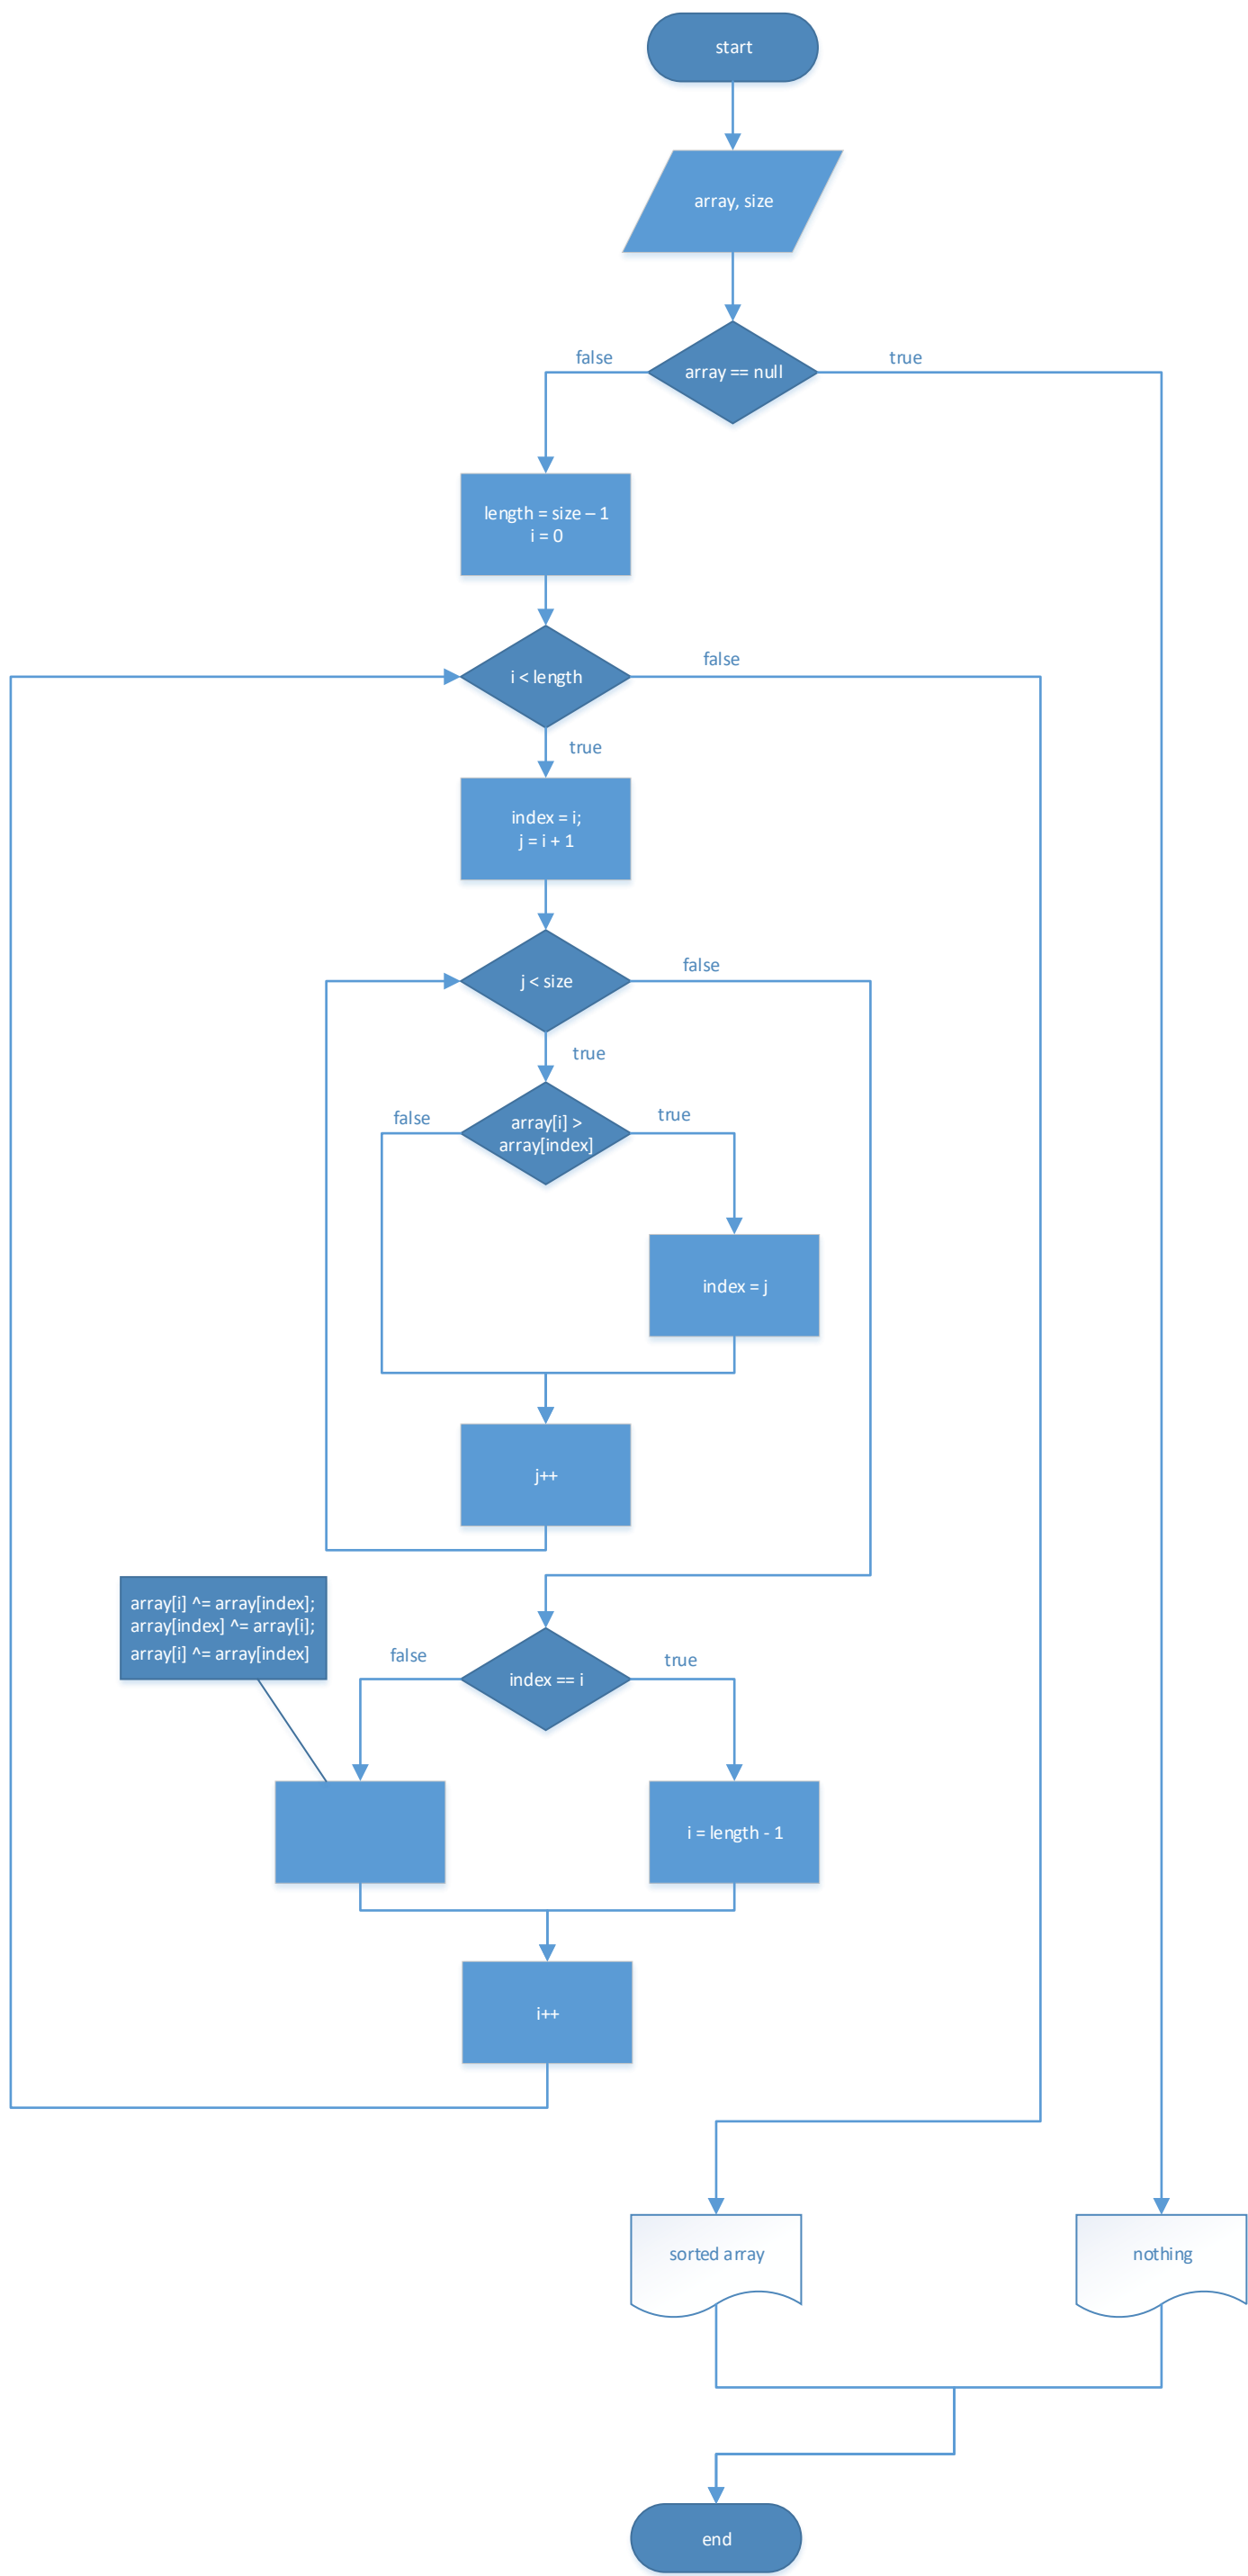 start
array, size
false
true
array == null
length = size – 1
i = 0
false
i < length
true
index = i;
j = i + 1
false
j < size
true
false
true
array[i] >
array[index]
index = j
j++
array[i] ^= array[index];
array[index] ^= array[i];
array[i] ^= array[index]
false
true
index == i
i = length - 1
i++
sorted array
nothing
end